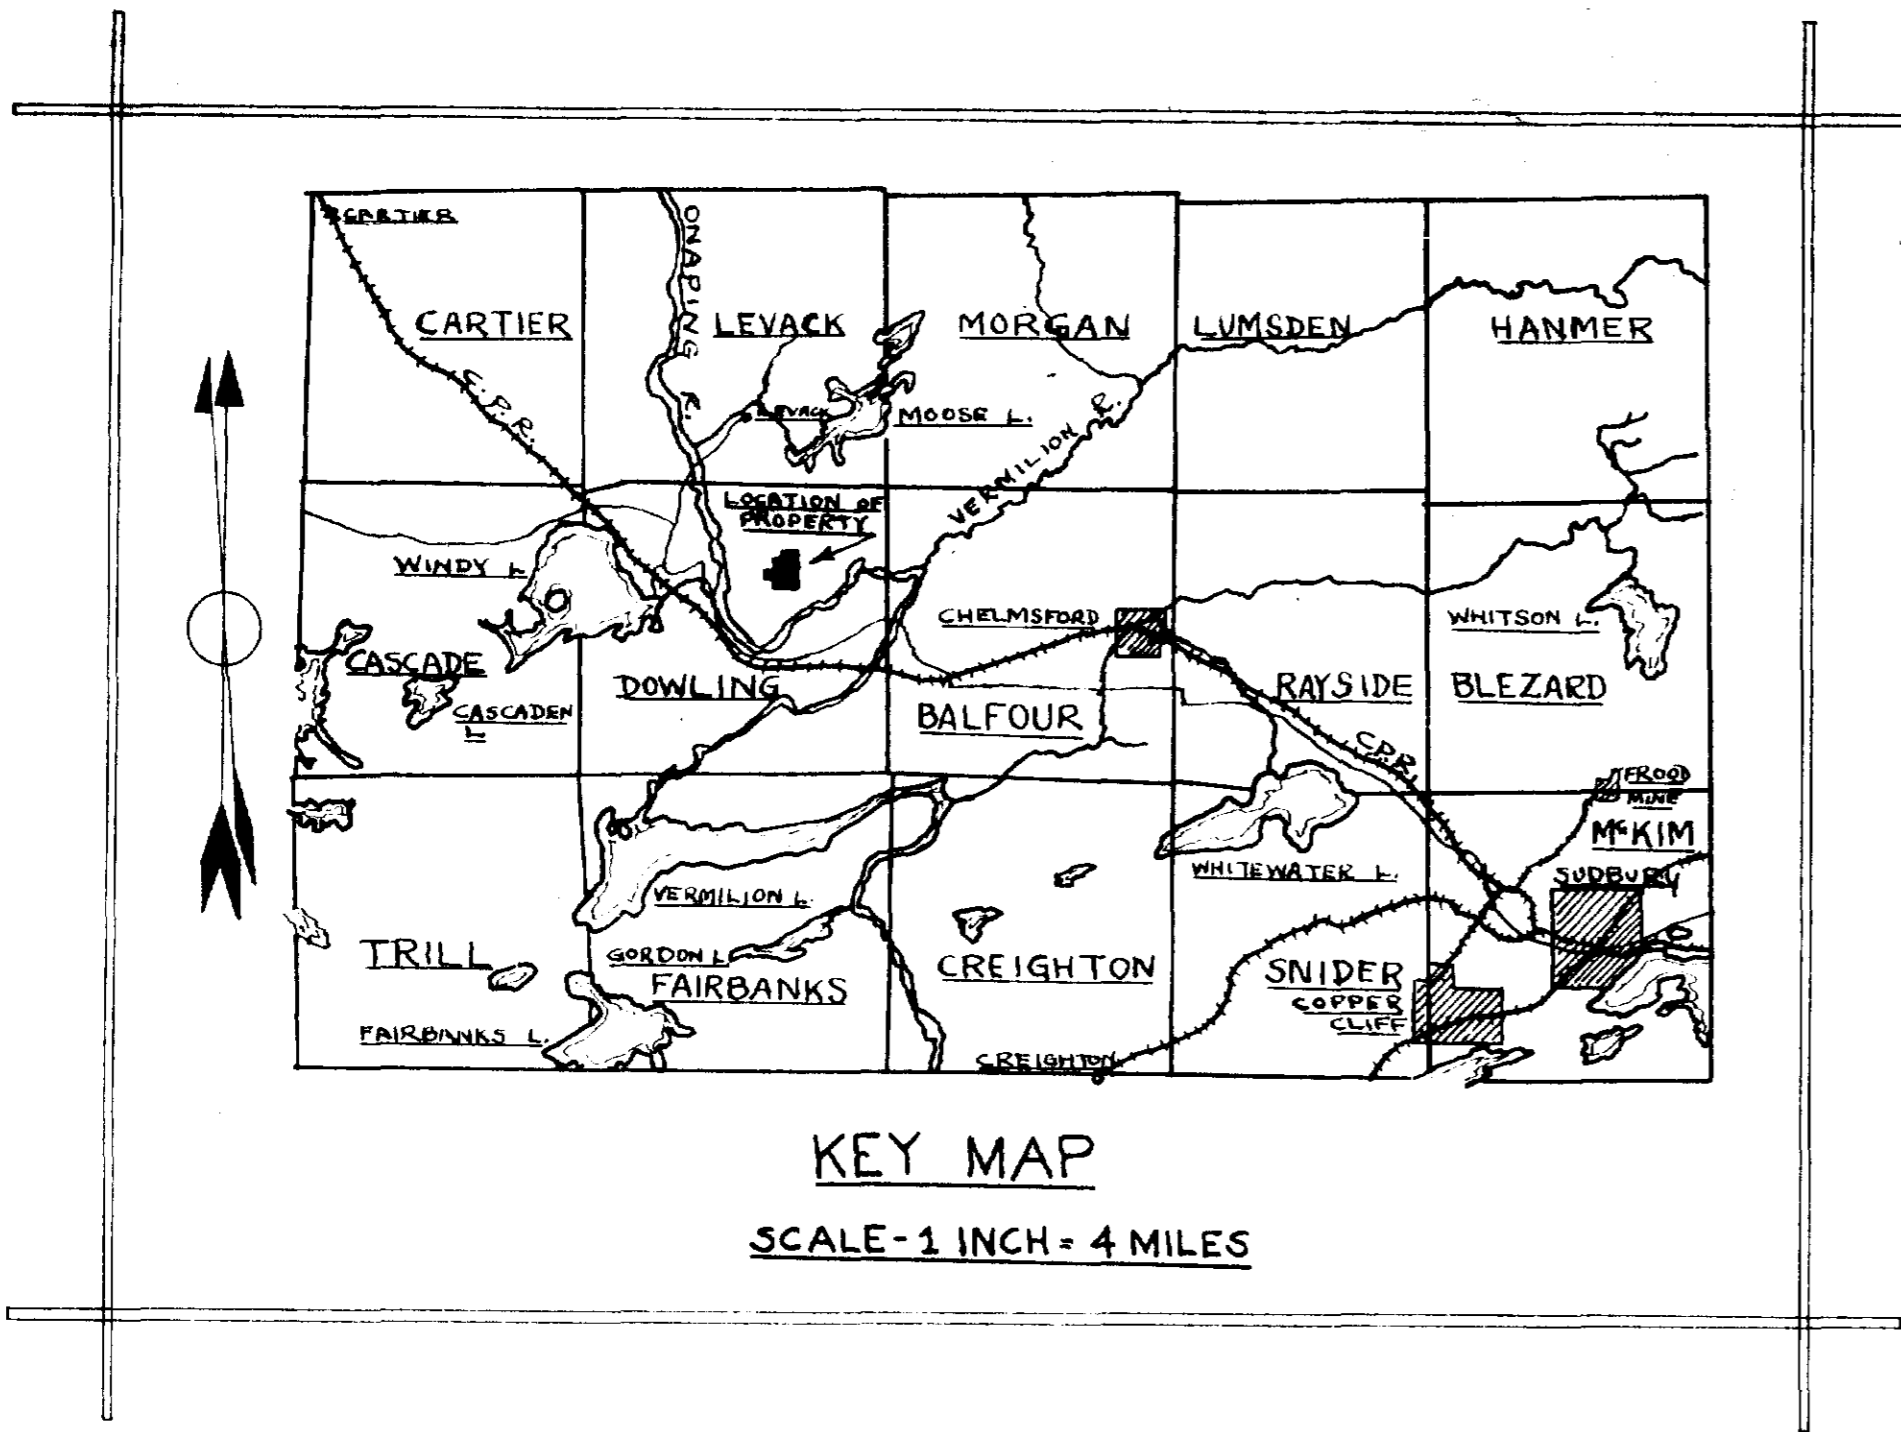 CARTIER
ONAPING R.
CARTIER
LEVACK
MORGAN
LUMSDEN
HANMER
C.P.R.
LEVACK
MOOSE L.
VERMILION R.
LOCATION OF
PROPERTY
WINDY L
CHELMSFORD
WHITSON L.
CASCADE
CASCADEN
L
DOWLING
BALFOUR
RAYSIDE
BLEZARD
C.P.R.
FROOD
MINE
McKIM
SUDBURY
WHITEWATER L.
VERMILION L.
TRILL
GORDON L
FAIRBANKS
CREIGHTON
SNIDER
COPPER
CLIFF
FAIRBANKS L.
CREIGHTON
KEY MAP
SCALE-1 INCH = 4 MILES